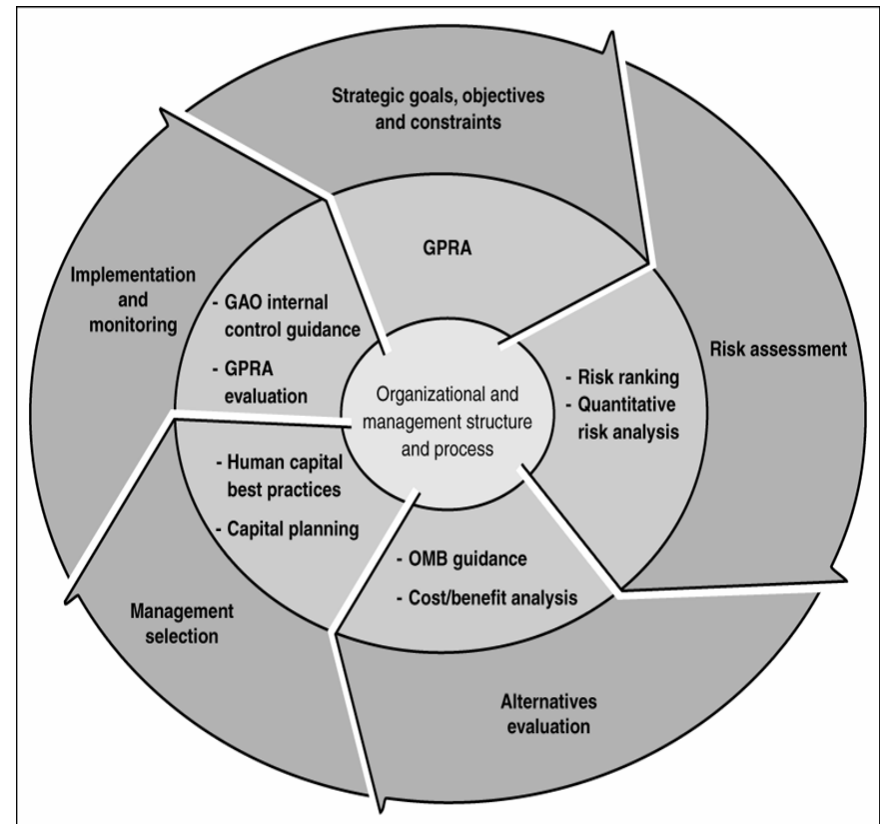 Strategic goals, objectives
and constraints
GPRA
Implementation
and
monitoring
- GAO internal
control guidance
- GPRA
evaluation
Risk assessment
- Risk ranking
- Quantitative
risk analysis
Organizational and
management structure
and process
- Human capital
best practices
- Capital planning
- OMB guidance
- Cost/benefit analysis
Management
selection
Alternatives
evaluation